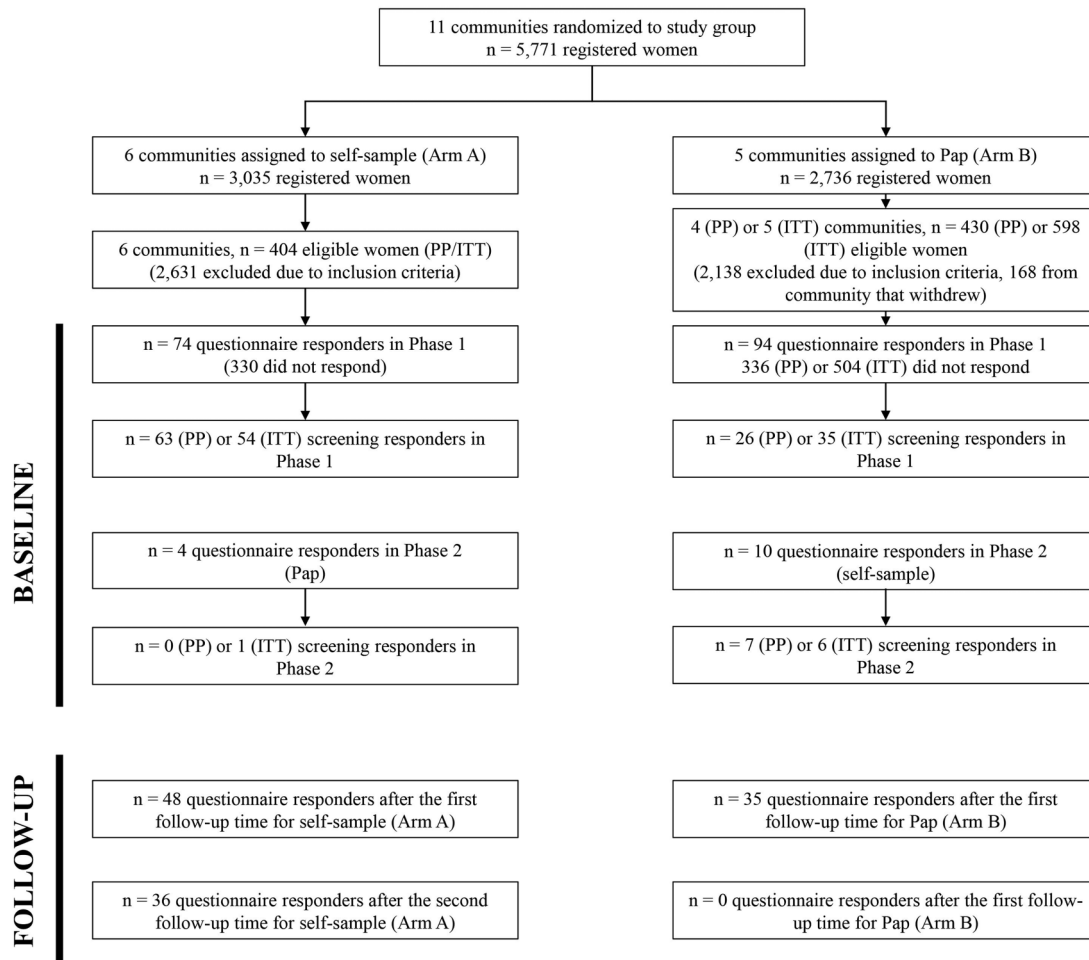 11 communities randomized to study group
n = 5,771 registered women
6 communities assigned to self-sample (Arm A)
n = 3,035 registered women
5 communities assigned to Pap (Arm B)
n = 2,736 registered women
6 communities, n = 404 eligible women (PP/ITT)
(2,631 excluded due to inclusion criteria)
4 (PP) or 5 (ITT) communities, n = 430 (PP) or 598
(ITT) eligible women
(2,138 excluded due to inclusion criteria, 168 from
community that withdrew)
BASELINE
n = 74 questionnaire responders in Phase 1
(330 did not respond)
n = 94 questionnaire responders in Phase 1
336 (PP) or 504 (ITT) did not respond
n = 63 (PP) or 54 (ITT) screening responders in
Phase 1
n = 26 (PP) or 35 (ITT) screening responders in
Phase 1
n = 4 questionnaire responders in Phase 2
(Pap)
n = 10 questionnaire responders in Phase 2
(self-sample)
n = 0 (PP) or 1 (ITT) screening responders in
Phase 2
n = 7 (PP) or 6 (ITT) screening responders in
Phase 2
FOLLOW-UP
n = 48 questionnaire responders after the first
follow-up time for self-sample (Arm A)
n = 35 questionnaire responders after the first
follow-up time for Pap (Arm B)
n = 36 questionnaire responders after the second
follow-up time for self-sample (Arm A)
n = 0 questionnaire responders after the first follow-
up time for Pap (Arm B)